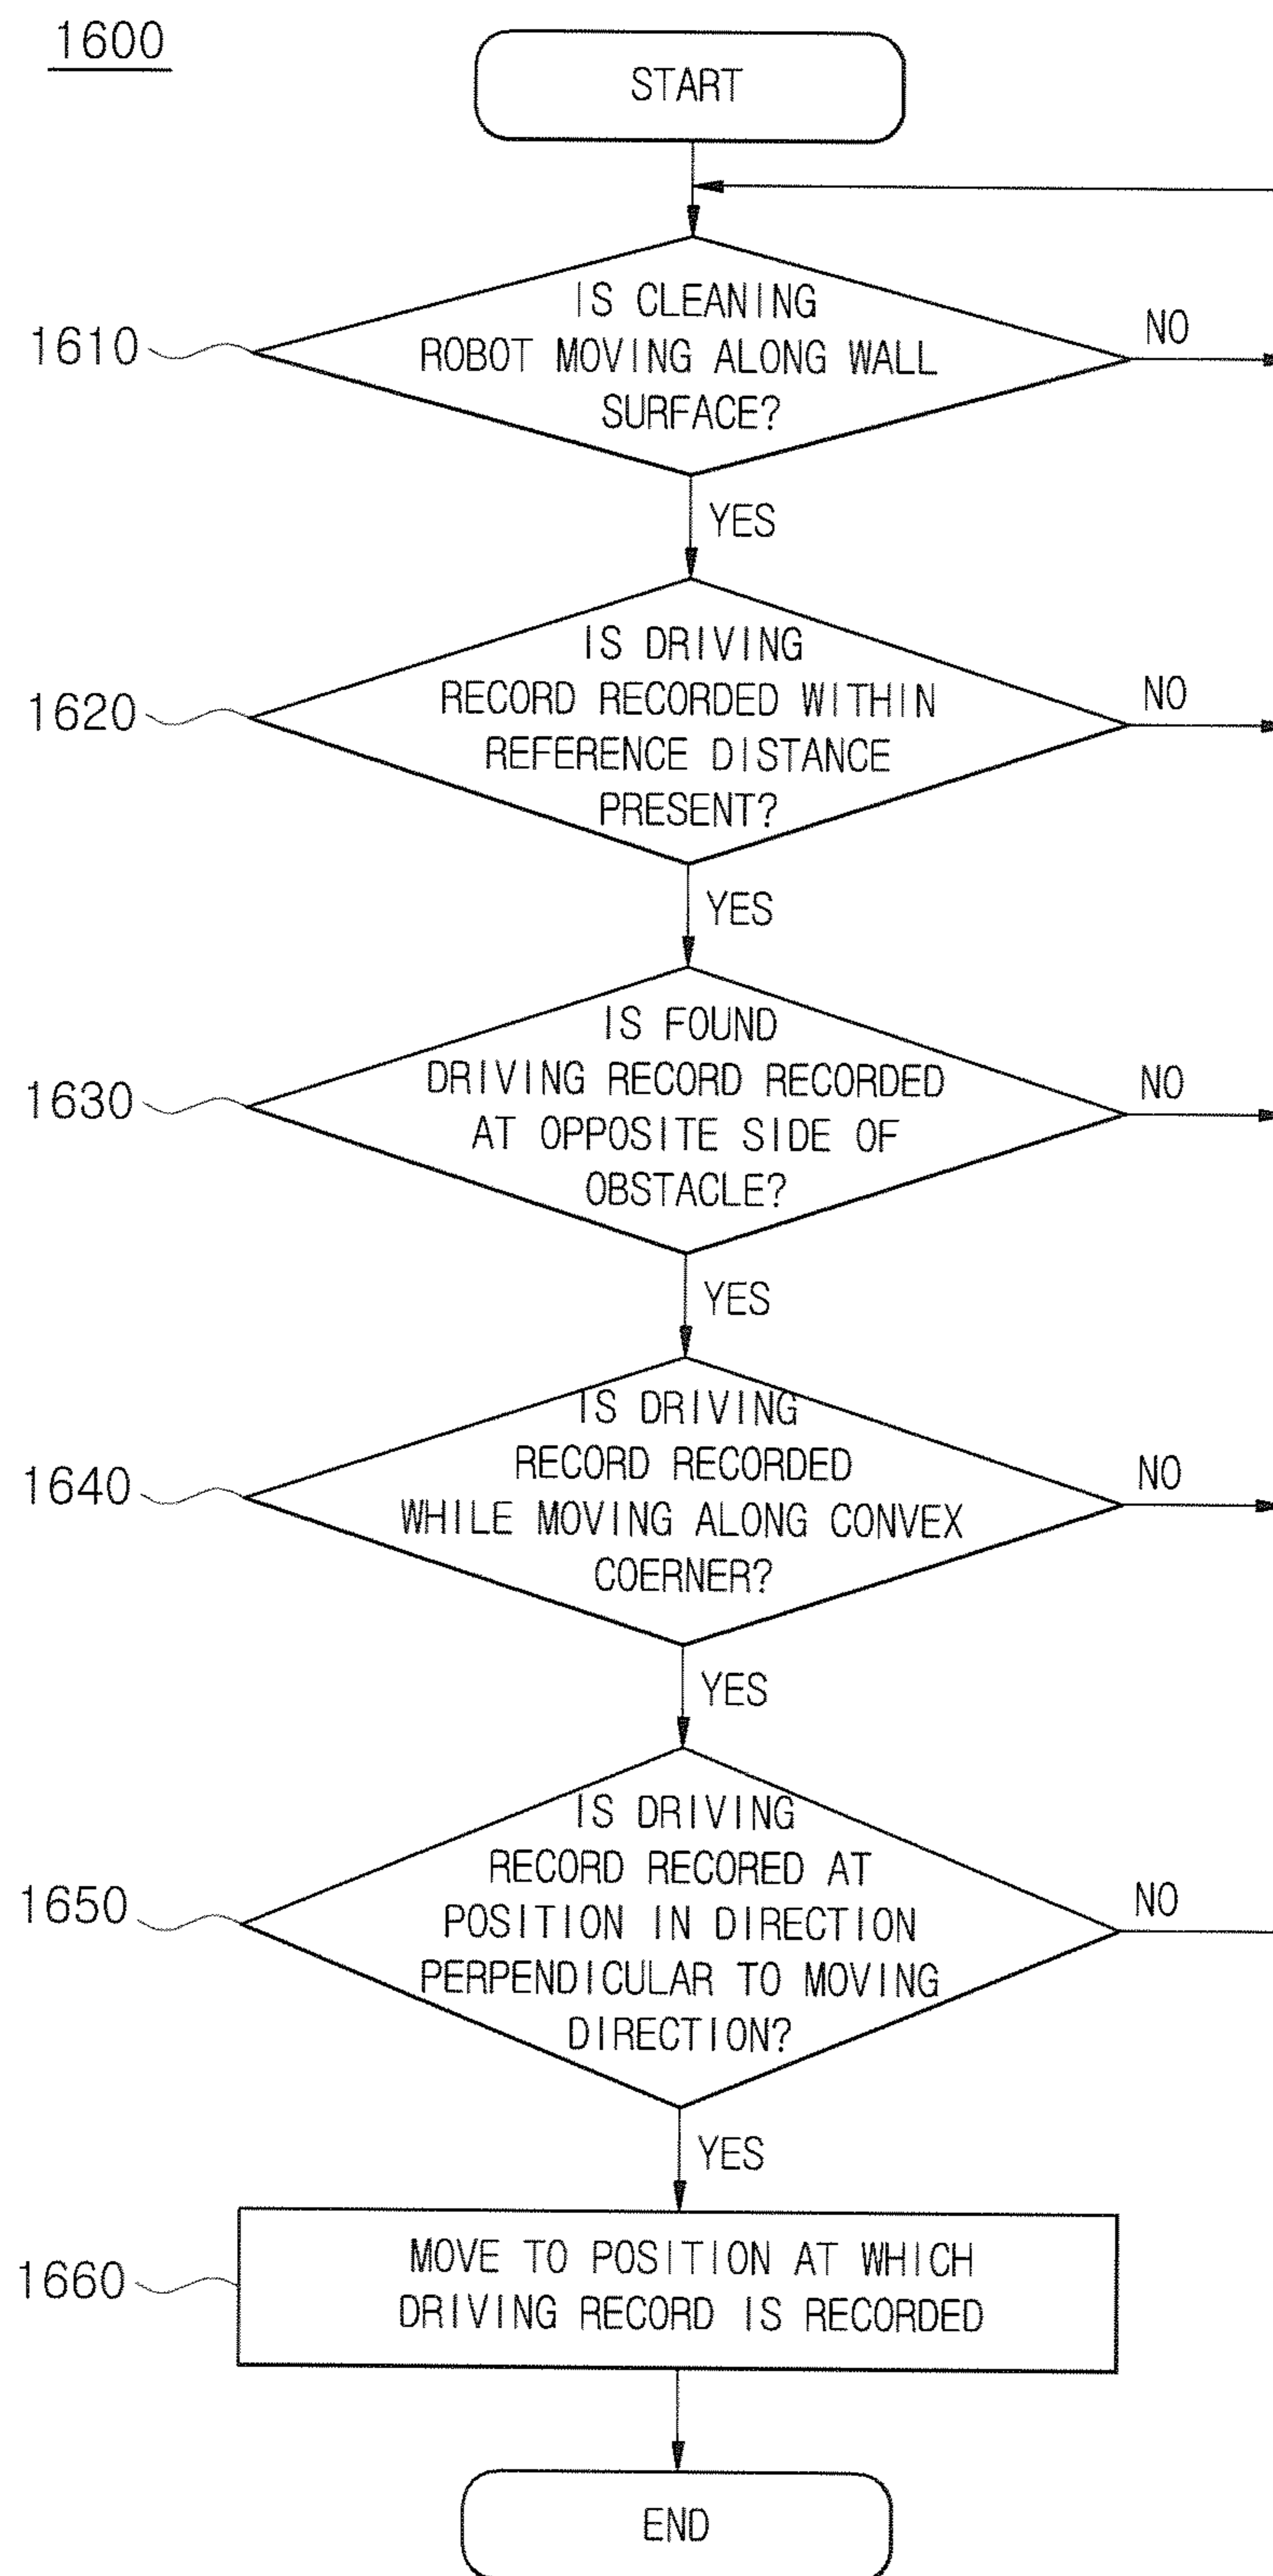 1600
START
IS CLEANING
ROBOT MOVING ALONG WALL
SURFACE?
1610
NO
YES
IS DRIVING
RECORD RECORDED WITHIN
REFERENCE DISTANCE
PRESENT?
1620
NO
YES
IS FOUND
DRIVING RECORD RECORDED
AT OPPOSITE SIDE OF
OBSTACLE?
1630
NO
YES
IS DRIVING
RECORD RECORDED
WHILE MOVING ALONG CONVEX
COERNER?
1640
NO
YES
IS DRIVING
RECORD RECORED AT
POSITION IN DIRECTION
PERPENDICULAR TO MOVING
DIRECTION?
1650
NO
YES
MOVE TO POSITION AT WHICH
DRIVING RECORD IS RECORDED
1660
END